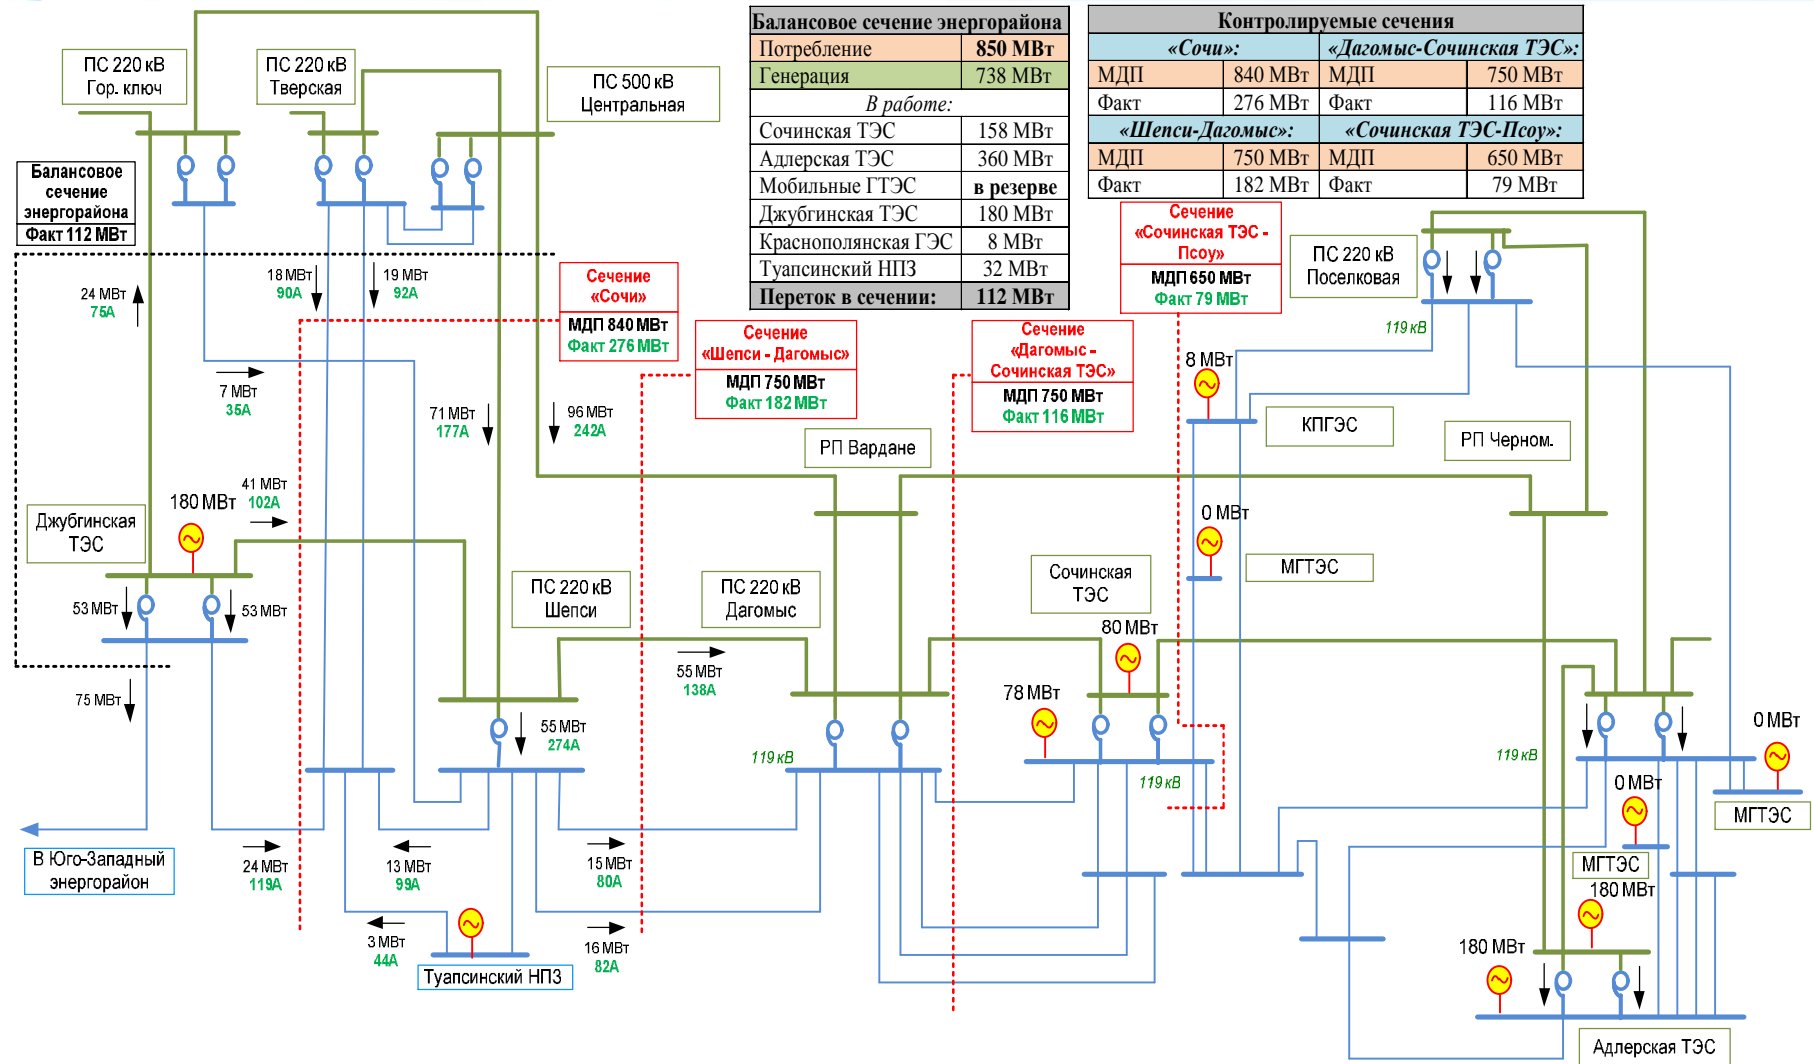 ПС 220 кВ
Гор. ключ
ПС 220 кВ
Тверская
ПС 500 кВ
Центральная
Балансовое сечение энергорайона
Потребление 850 МВт
Генерация 738 МВт
В работе:
Сочинская ТЭС 158 МВт
Адлерская ТЭС 360 МВт
Мобильные ГТЭС в резерве
Джубгинская ТЭС 180 МВт
Краснополянская ГЭС 8 МВт
Туапсинский НПЗ 32 МВт
Переток в сечении: 112 МВт
Контролируемые сечения
«Сочи»: «Дагомыс-Сочинская ТЭС»:
МДП 840 МВт МДП 750 МВт
Факт 276 МВт Факт 116 МВт
«Шепси-Дагомыс»: «Сочинская ТЭС-Псоу»:
МДП 750 МВт МДП 650 МВт
Факт 182 МВт Факт 79 МВт
Балансовое
сечение
энергорайона
Факт 112 МВт
24 МВт
75А
18 МВт
90А
19 МВт
92А
Сечение
«Сочи»
МДП 840 МВт
Факт 276 МВт
Сечение
«Шепси - Дагомыс»
МДП 750 МВт
Факт 182 МВт
Сечение
«Дагомыс -
Сочинская ТЭС»
МДП 750 МВт
Факт 116 МВт
Сечение
«Сочинская ТЭС -
Псоу»
МДП 650 МВт
Факт 79 МВт
ПС 220 кВ
Поселковая
119 кВ
8 МВт
7 МВт
35А
71 МВт
177А
96 МВт
242А
РП Вардане
КПГЭС
РП Черном.
41 МВт
102А
180 МВт
Джубгинская
ТЭС
0 МВт
МГТЭС
53 МВт
53 МВт
ПС 220 кВ
Шепси
ПС 220 кВ
Дагомыс
Сочинская
ТЭС
80 МВт
55 МВт
138А
78 МВт
75 МВт
55 МВт
274А
119 кВ
119 кВ
119 кВ
0 МВт
0 МВт
МГТЭС
В Юго-Западный
энергорайон
24 МВт
119А
13 МВт
99А
15 МВт
80А
МГТЭС
180 МВт
3 МВт
44А
16 МВт
82А
180 МВт
Туапсинский НПЗ
Адлерская ТЭС